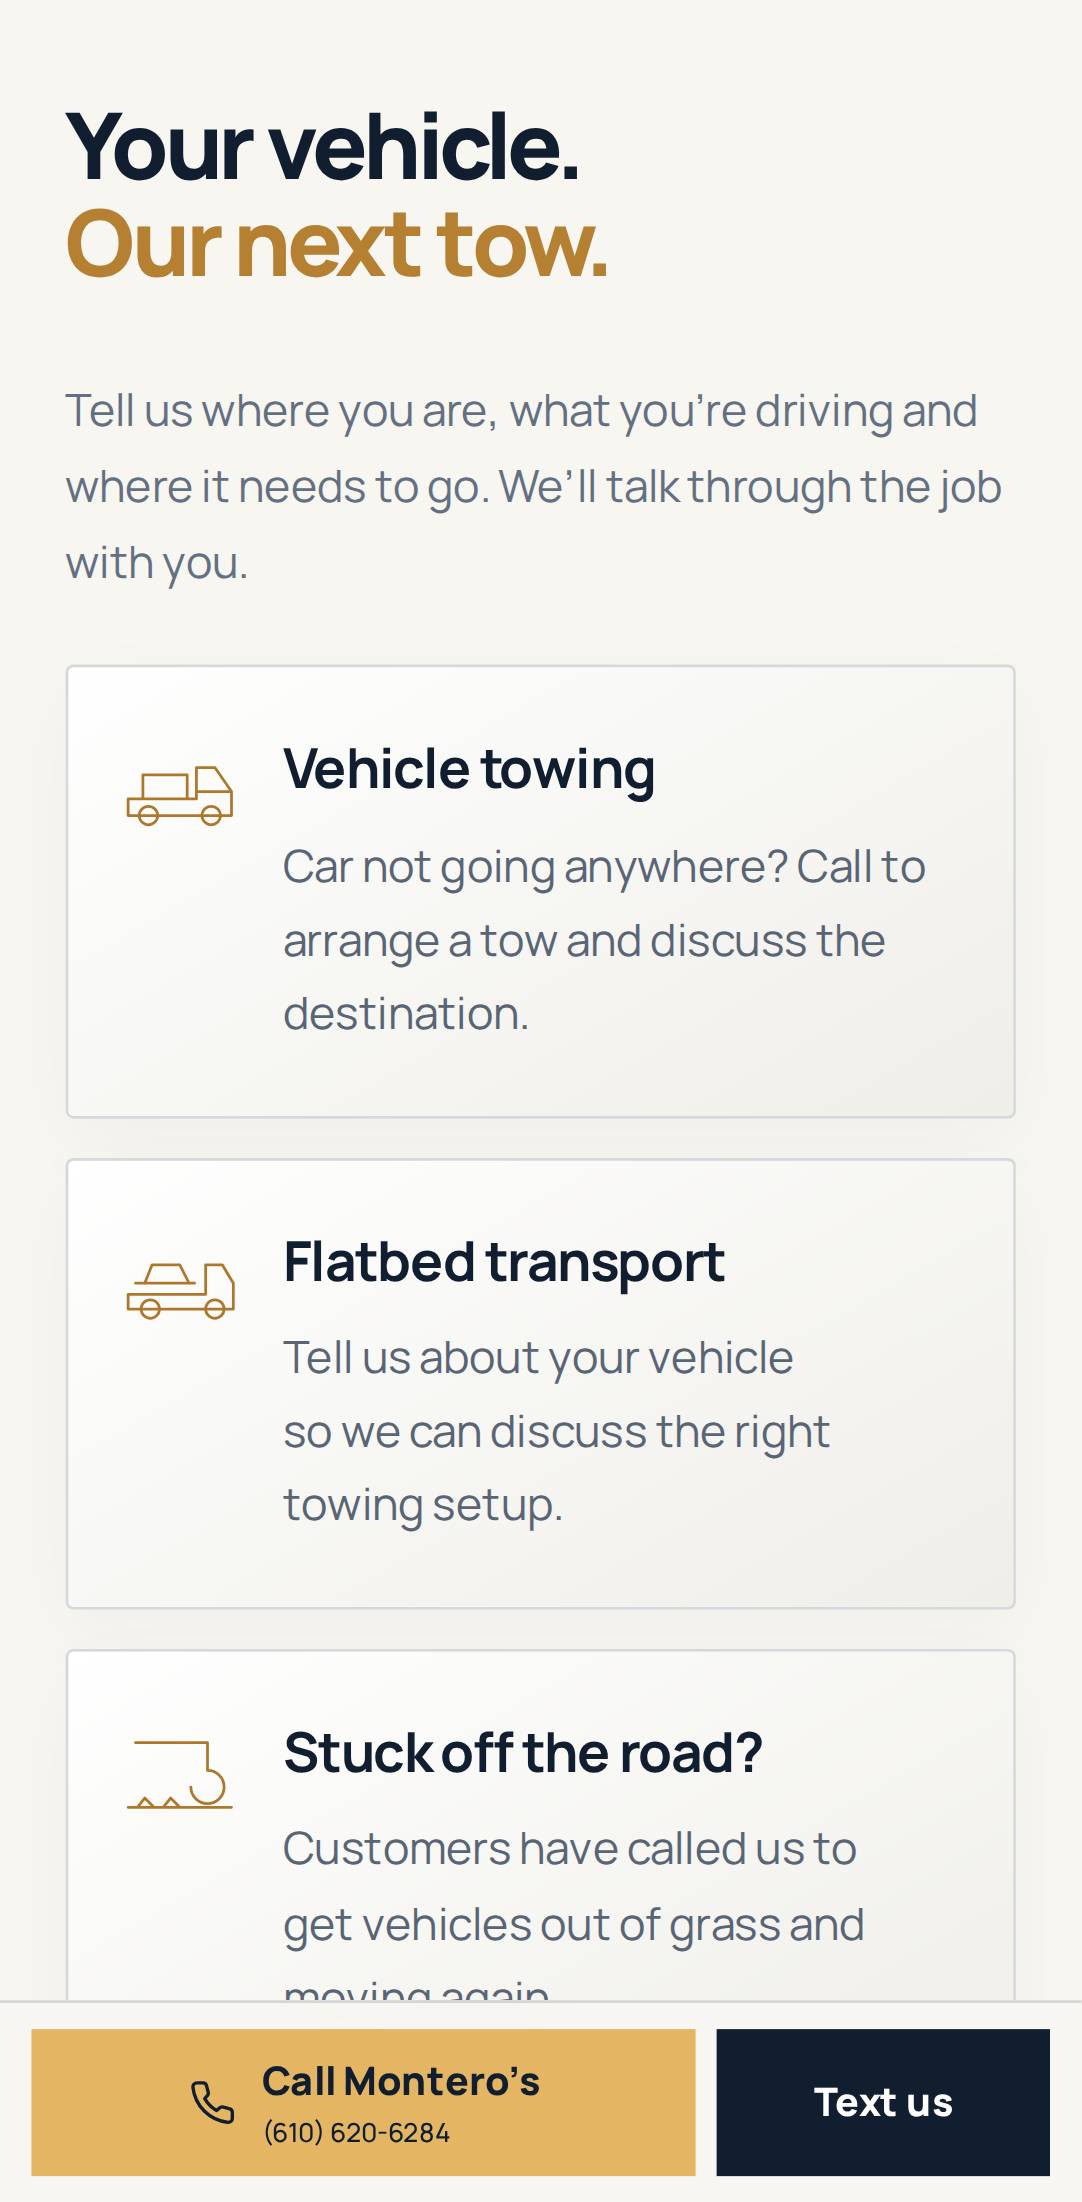 Your vehicle.
Our next tow.
Tell us where you are, what you’re driving and
where it needs to go. We’ll talk through the job
with you.
Vehicle towing
Car not going anywhere? Call to
arrange a tow and discuss the
destination.
Flatbed transport
Tell us about your vehicle
so we can discuss the right
towing setup.
Stuck off the road?
Customers have called us to
get vehicles out of grass and
moving again.
Call Montero’s
(610) 620-6284
Text us